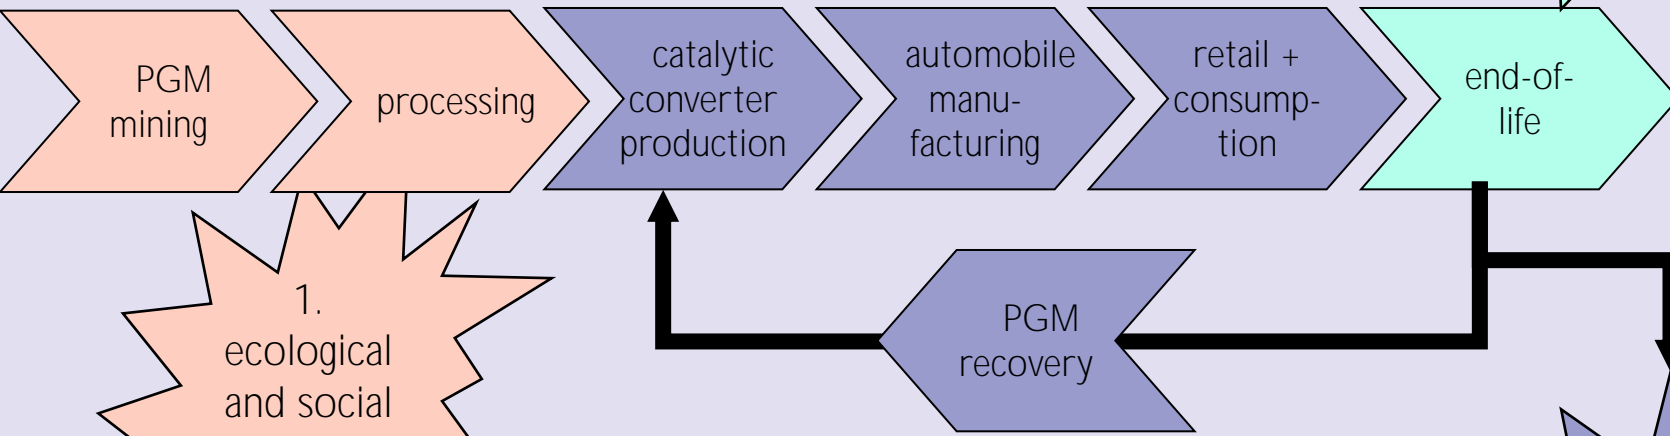 PGM
mining
processing
catalytic
converter
production
automobile
manu-
facturing
retail +
consump-
tion
end-of-
life
PGM
recovery
1.
ecological
and social